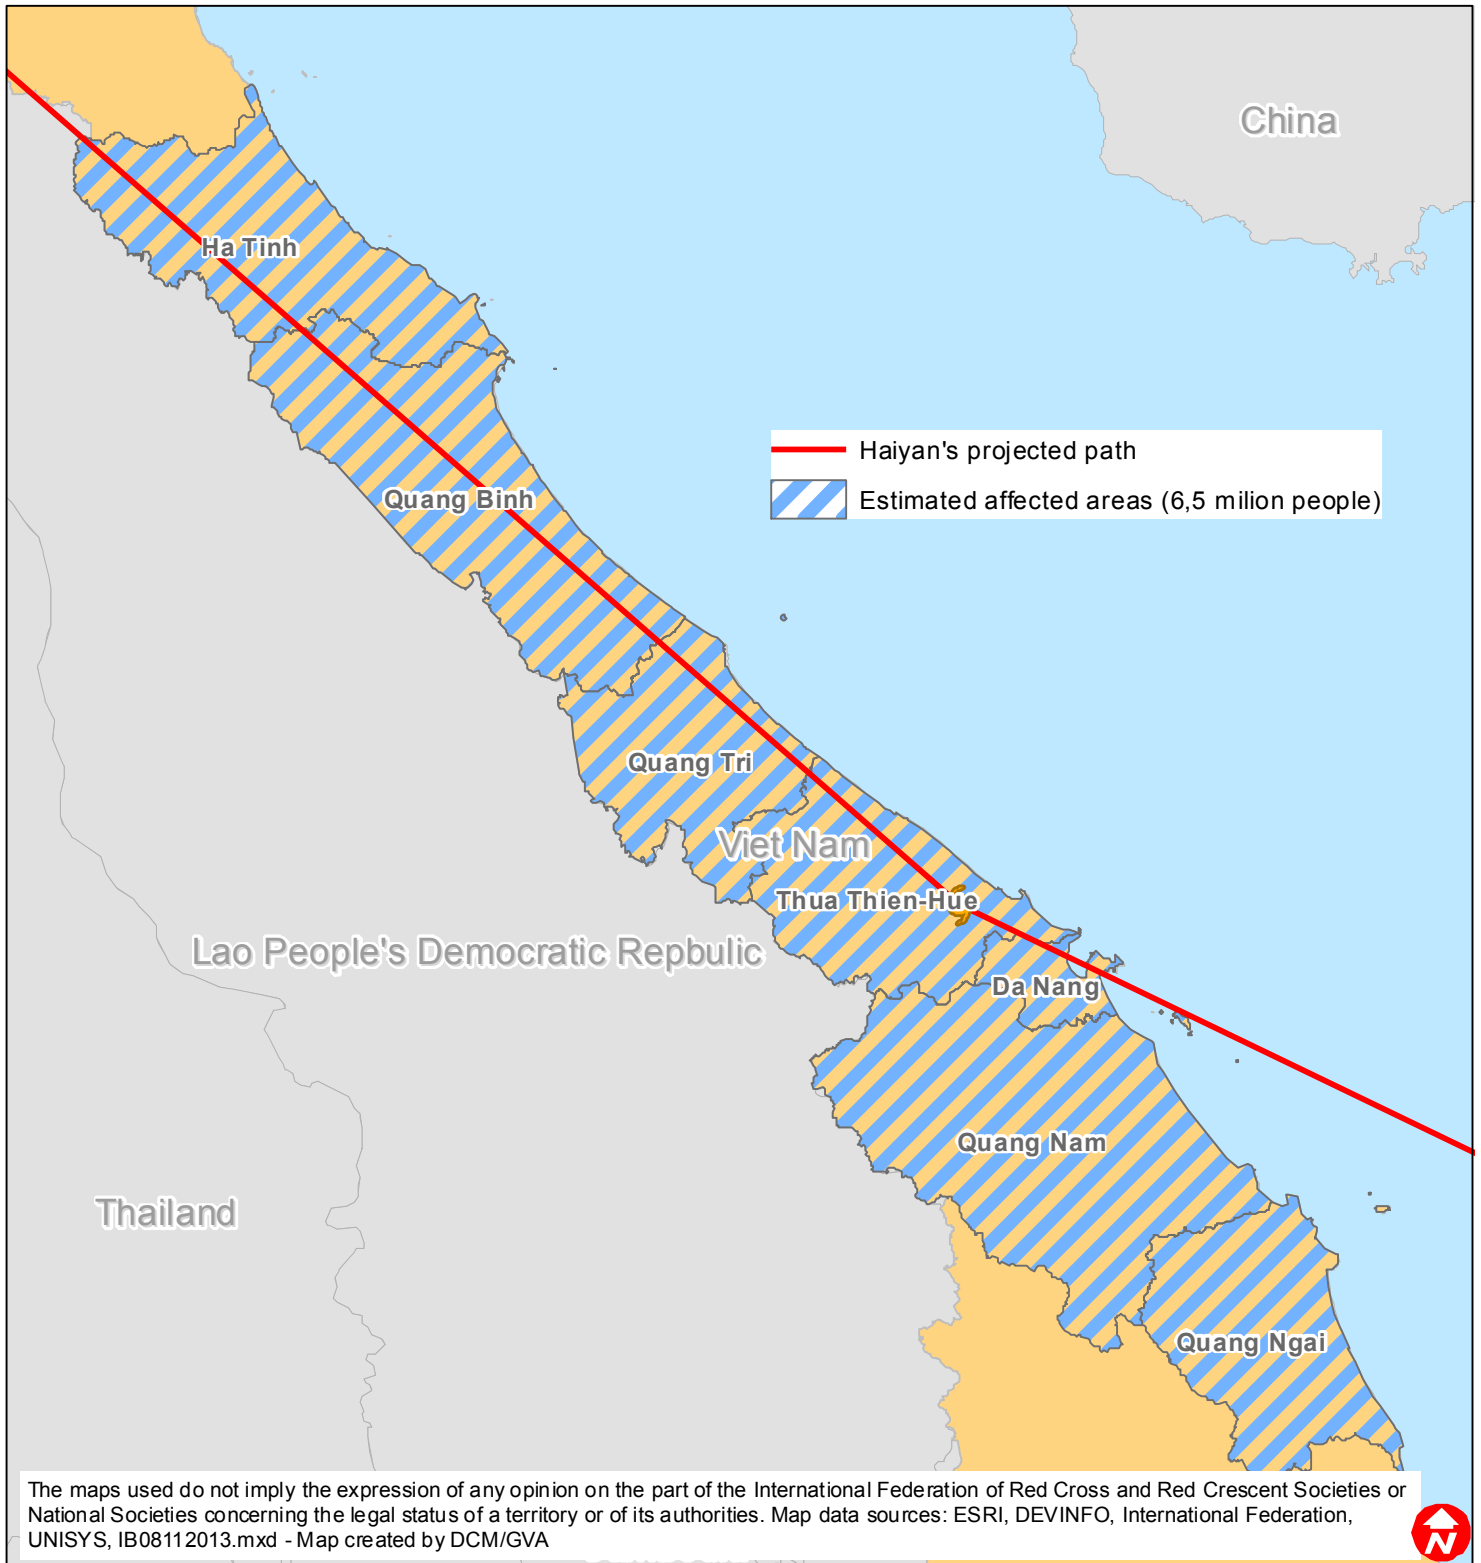 China
Ha Tinh
Haiyan's projected path
Quang Binh
Estimated affected areas (6,5 milion people)
Quang Tri
Viet Nam
Thua Thien-Hue
Lao People's Democratic Repbulic
Da Nang
Quang Nam
Thailand
Quang Ngai
The maps used do not imply the expression of any opinion on the part of the International Federation of Red Cross and Red Crescent Societies or
National Societies concerning the legal status of a territory or of its authorities. Map data sources: ESRI, DEVINFO, International Federation,
UNISYS, IB08112013.mxd - Map created by DCM/GVA
N